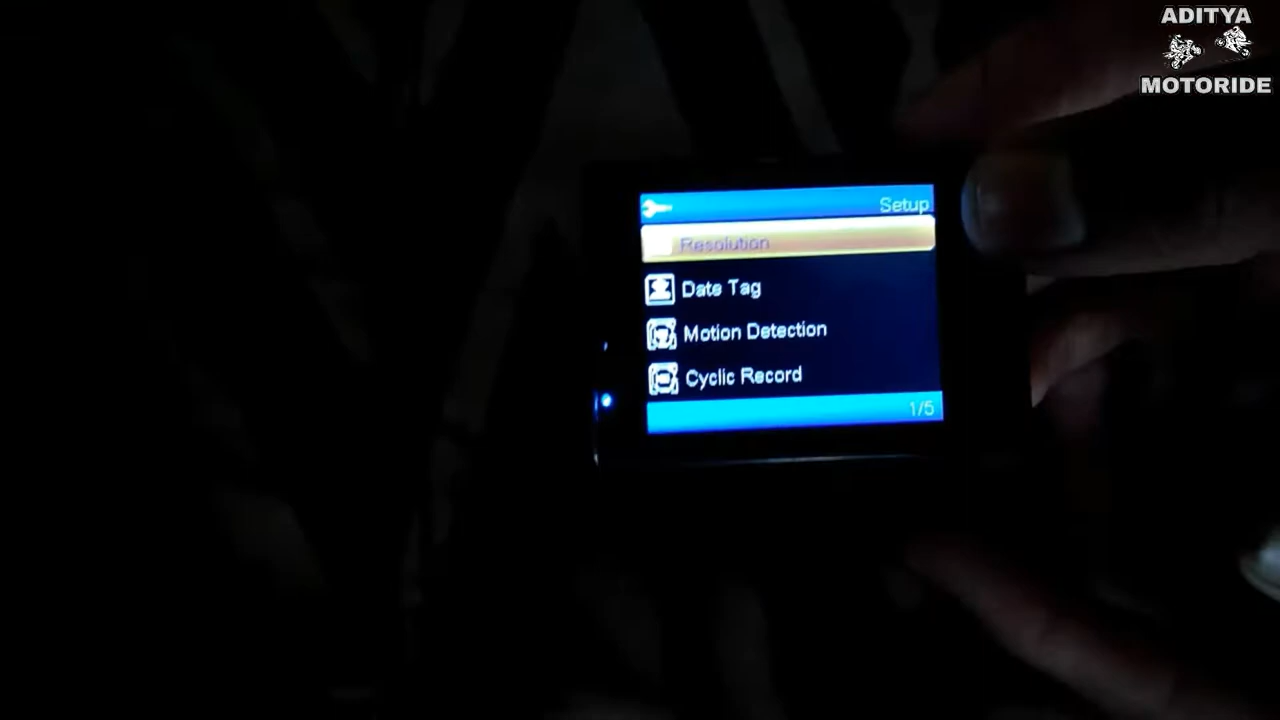 ADITYA
MOTORIDE
Setup
Resolution
Date Tag
Motion Detection
Cyclic Record
1/5